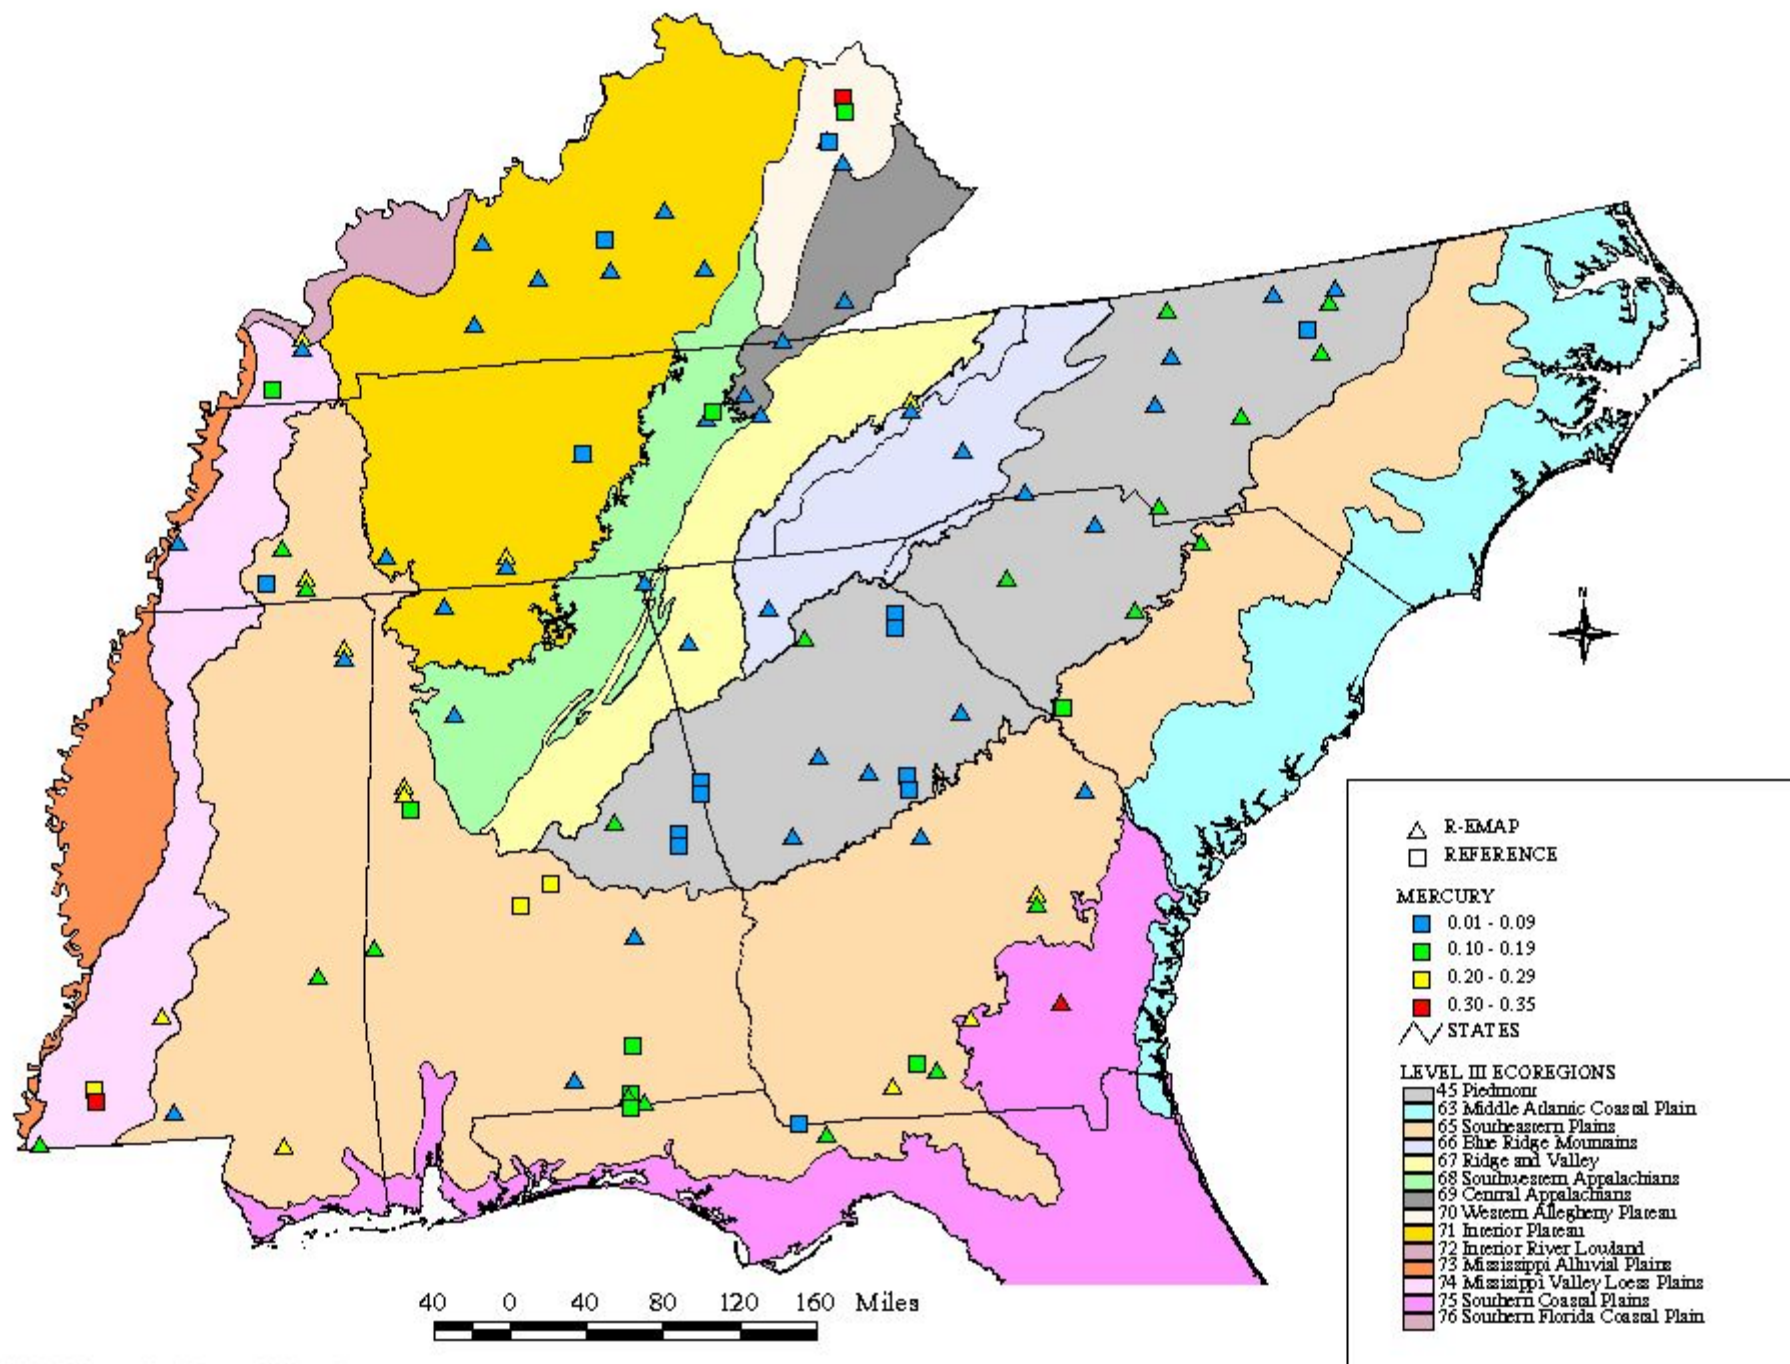 N
R-EMAP
REFERENCE
MERCURY
0.01 - 0.09
0.10 - 0.19
0.20 - 0.29
0.30 - 0.35
STATES
LEVEL III ECOREGIONS
45 Piedmont
63 Middle Atlantic Coastal Plain
65 Southeastern Plains
66 Blue Ridge Mountains
67 Ridge and Valley
68 Southwestern Appalachians
69 Central Appalachians
70 Western Allegheny Plateau
71 Interior Plateau
72 Interior River Lowland
73 Mississippi Alluvial Plains
74 Missisippi Valley Loess Plains
75 Southern Coastal Plains
76 Southern Florida Coastal Plain
40 0 40 80 120 160 Miles